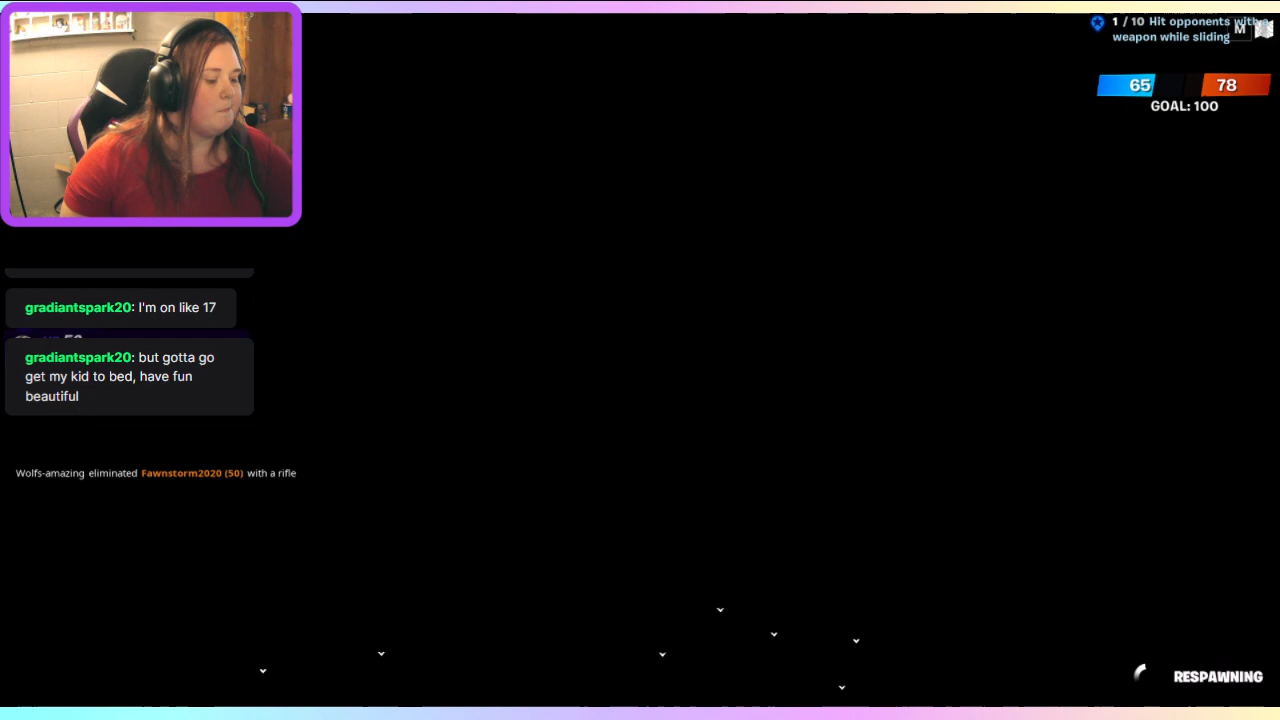 1 / 10 Hit opponents with a
weapon while sliding
M
65
78
GOAL: 100
gradiantspark20: I'm on like 17
gradiantspark20: but gotta go
get my kid to bed, have fun
beautiful
Wolfs-amazing eliminated Fawnstorm2020 (50) with a rifle
RESPAWNING